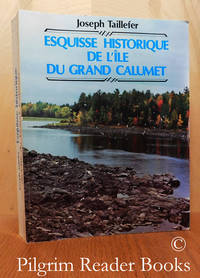 Joseph Taillefer
ESQUISSE HISTORIQUE
DE L'ÎLE
DU GRAND CALUMET
©
Pilgrim Reader Books